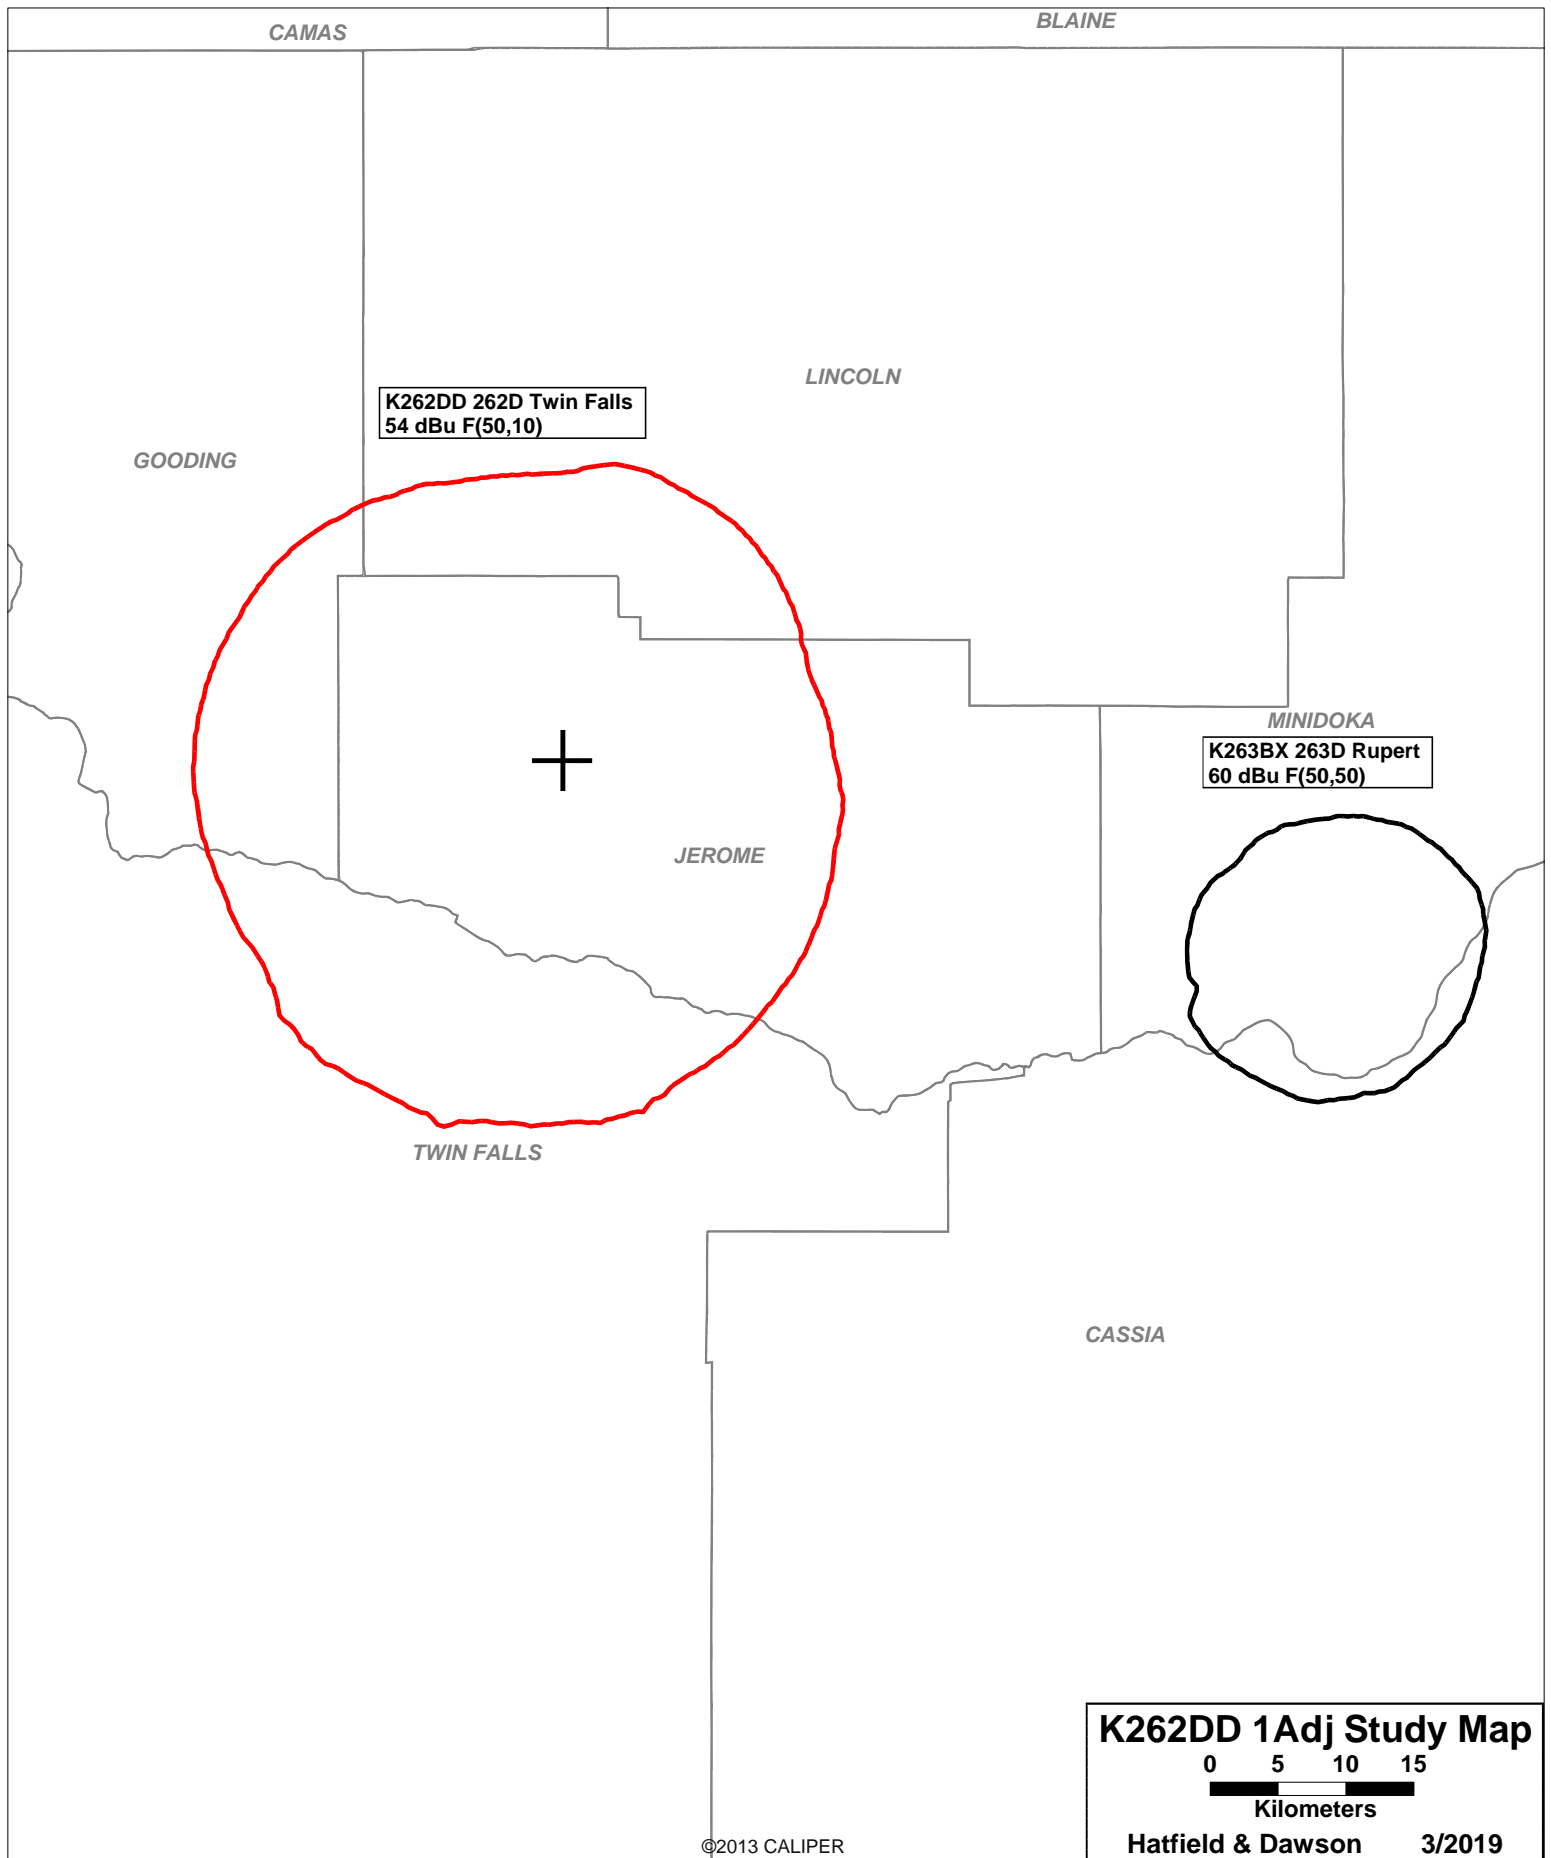 CAMAS
BLAINE
LINCOLN
K262DD 262D Twin Falls
54 dBu F(50,10)
GOODING
MINIDOKA
K263BX 263D Rupert
60 dBu F(50,50)
JEROME
TWIN FALLS
CASSIA
K262DD 1Adj Study Map
0 5 10 15
Kilometers
Hatfield & Dawson 3/2019
©2013 CALIPER